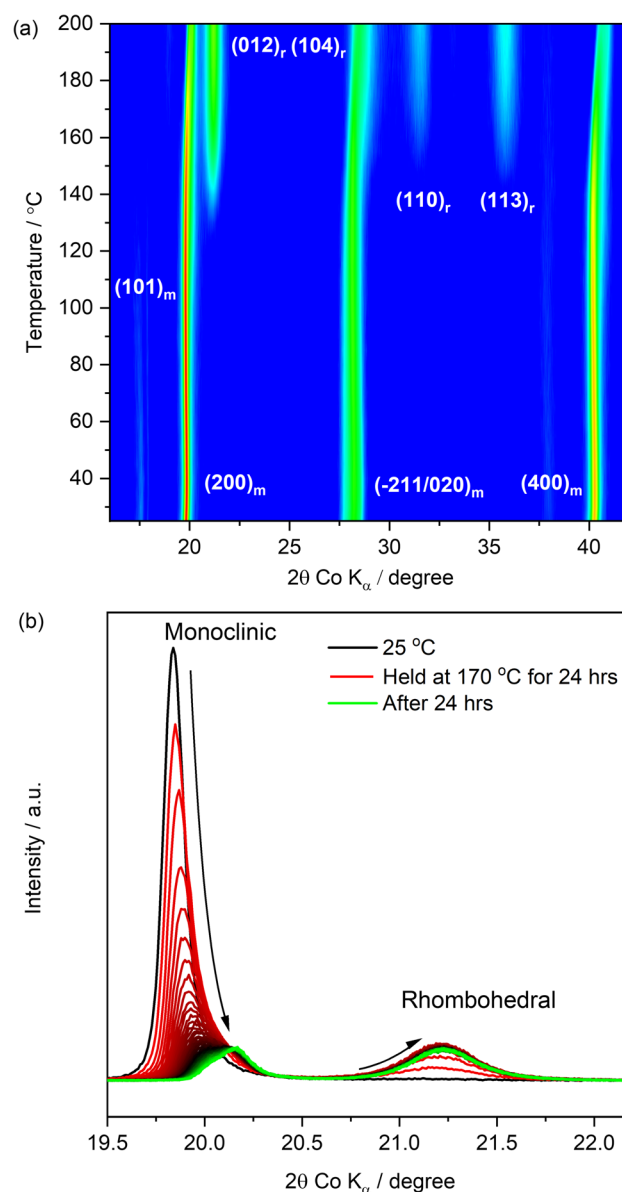 (a)
200
180
160
140
120
100
80
60
40
Temperature / °C
(012)r (104)r
(110)r
(113)r
(101)m
(200)m
(-211/020)m
(400)m
20 25 30 35 40
2θ Co Kα / degree
(b)
Monoclinic
25 °C
Held at 170 °C for 24 hrs
After 24 hrs
Intensity / a.u.
Rhombohedral
19.5 20.0 20.5 21.0 21.5 22.0
2θ Co Kα / degree